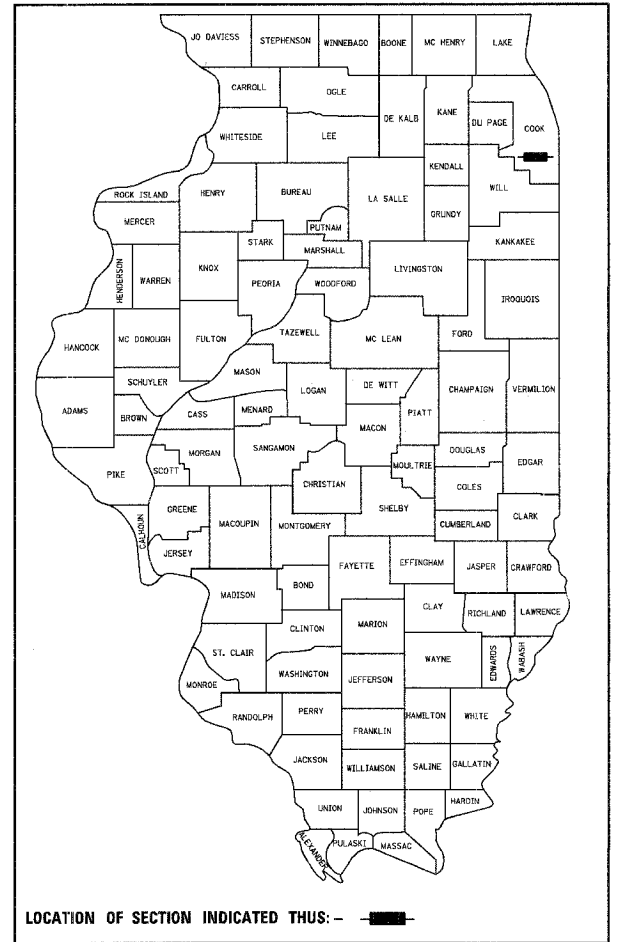 JO DAVIESS STEPHENSON WINNEBAGO BOONE MC HENRY LAKE
CARROLL OGLE DE KALB KANE DU PAGE COOK
WHITESIDE LEE KENDALL WILL
ROCK ISLAND HENRY BUREAU LA SALLE GRUNDY
MERCER PUTNAM KANKAKEE
HENDERSON WARREN KNOX STARK MARSHALL LIVINGSTON
PEORIA WOODFORD IROQUOIS
HANCOCK MC DONOUGH FULTON TAZEWELL MC LEAN FORD
SCHUYLER MASON LOGAN DE WITT CHAMPAIGN VERMILION
ADAMS BROWN CASS MENARD MACON PIATT
PIKE SCOTT MORGAN SANGAMON CHRISTIAN MOULTRIE DOUGLAS EDGAR
COLES
CALHOUN GREENE MACOUPIN MONTGOMERY SHELBY CUMBERLAND CLARK
JERSEY BOND FAYETTE EFFINGHAM JASPER CRAWFORD
MADISON CLAY RICHLAND LAWRENCE
CLINTON MARION
ST. CLAIR WASHINGTON WAYNE EDWARDS WABASH
MONROE JEFFERSON
RANDOLPH PERRY HAMILTON WHITE
FRANKLIN
JACKSON WILLIAMSON SALINE GALLATIN
UNION JOHNSON POPE HARDIN
ALEXANDER PULASKI MASSAC
LOCATION OF SECTION INDICATED THUS: –